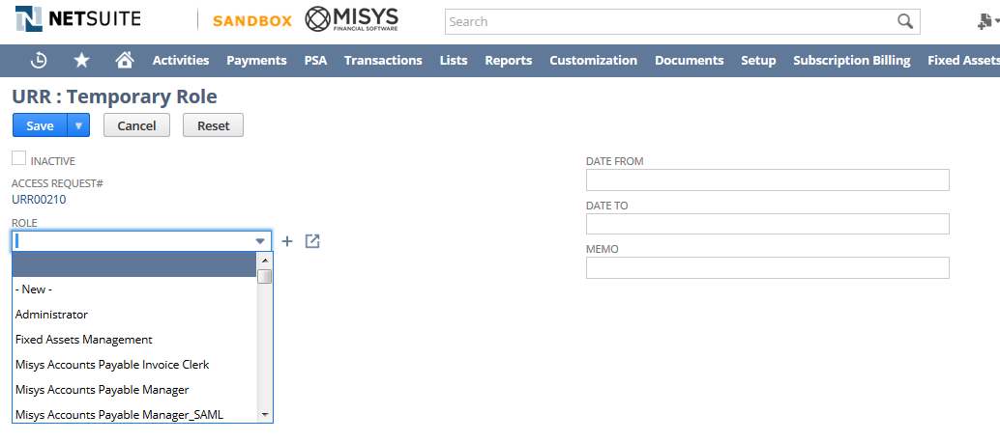 NETSUITE
SANDBOX
MISYS
FINANCIAL SOFTWARE
Search
Activities Payments PSA Transactions Lists Reports Customization Documents Setup Subscription Billing Fixed Assets
URR : Temporary Role
Save Cancel Reset
INACTIVE
DATE FROM
ACCESS REQUEST#
URR00210
DATE TO
ROLE
MEMO
- New -
Administrator
Fixed Assets Management
Misys Accounts Payable Invoice Clerk
Misys Accounts Payable Manager
Misys Accounts Payable Manager_SAML